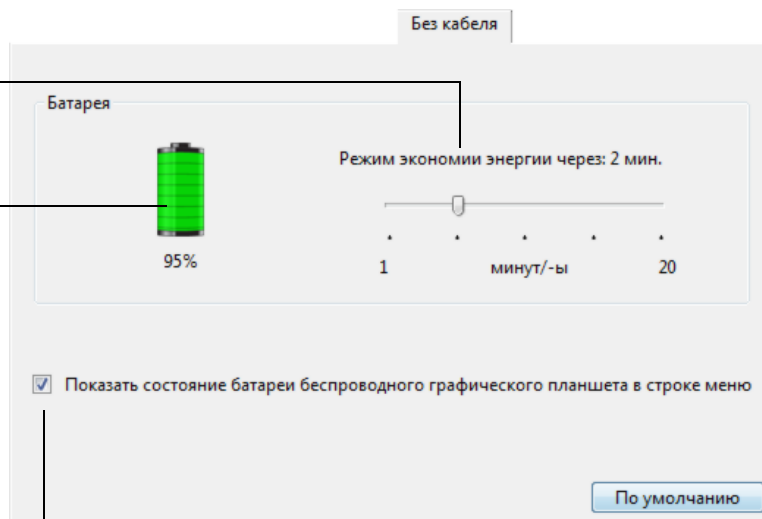 Без кабеля
Батарея
Режим экономии энергии через: 2 мин.
95%
1 минут/-ы 20
Показать состояние батареи беспроводного графического планшета в строке меню
По умолчанию